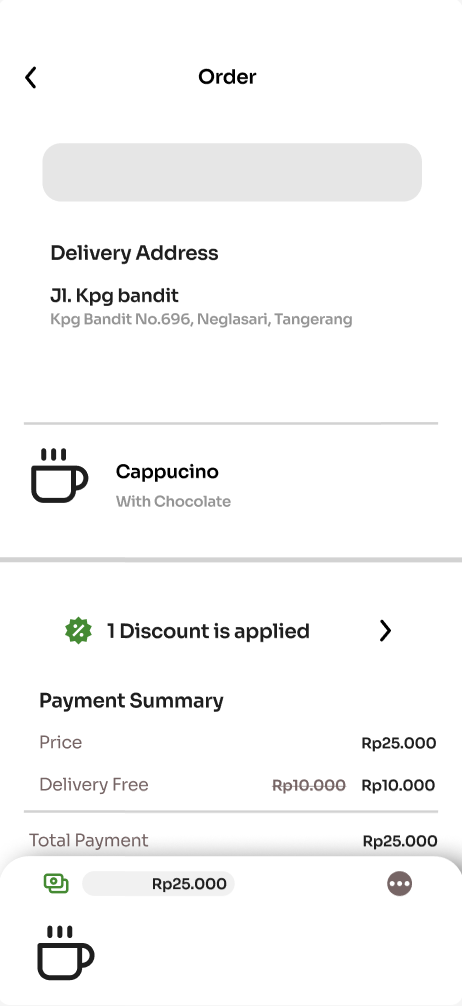 Order
Delivery Address
Jl. Kpg bandit
Kpg Bandit No.696, Neglasari, Tangerang
Cappucino
With Chocolate
1 Discount is applied
Payment Summary
Price Rp25.000
Delivery Free Rp10.000 Rp10.000
Total Payment Rp25.000
Rp25.000